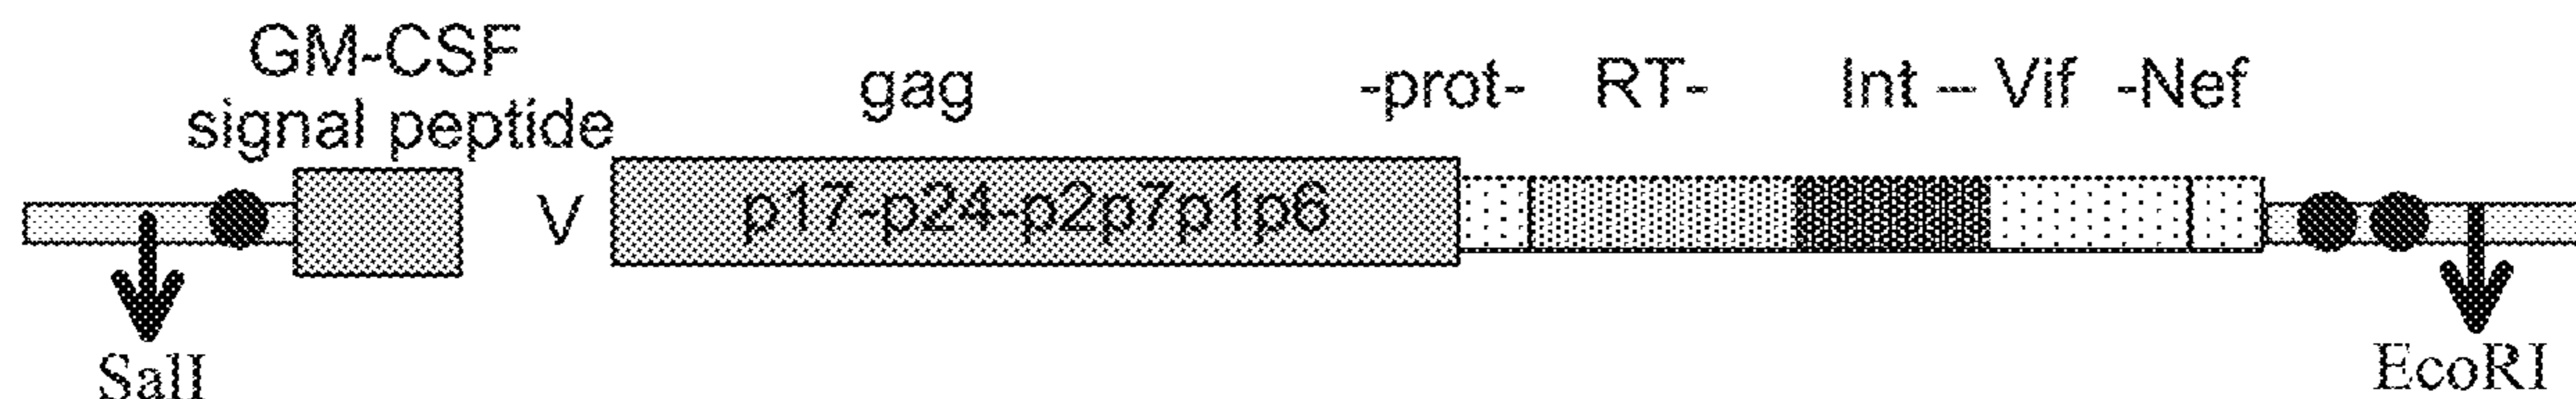 GM-CSF
signal peptide
gag
-prot-
RT-
Int – Vif -Nef
V
p17-p24-p2p7p1p6
SalI
EcoRI